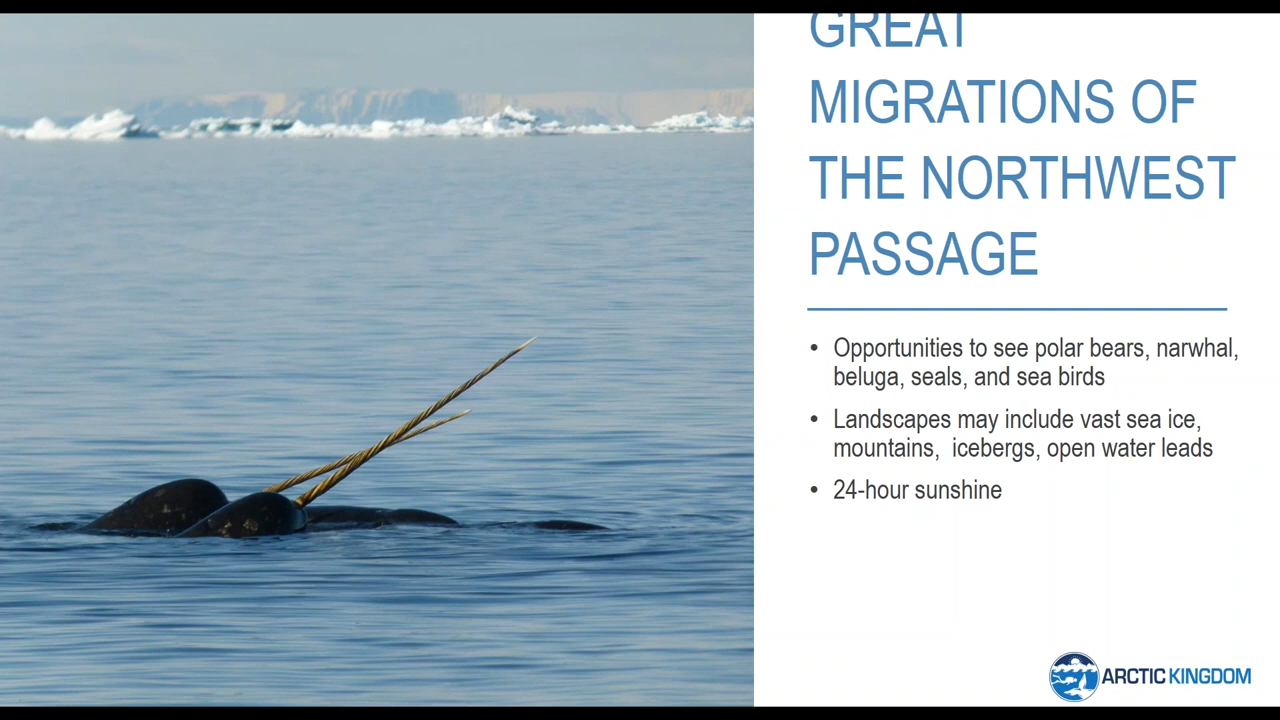 GREAT
MIGRATIONS OF
THE NORTHWEST
PASSAGE
• Opportunities to see polar bears, narwhal,
beluga, seals, and sea birds
• Landscapes may include vast sea ice,
mountains,  icebergs, open water leads
• 24-hour sunshine
ARCTIC KINGDOM